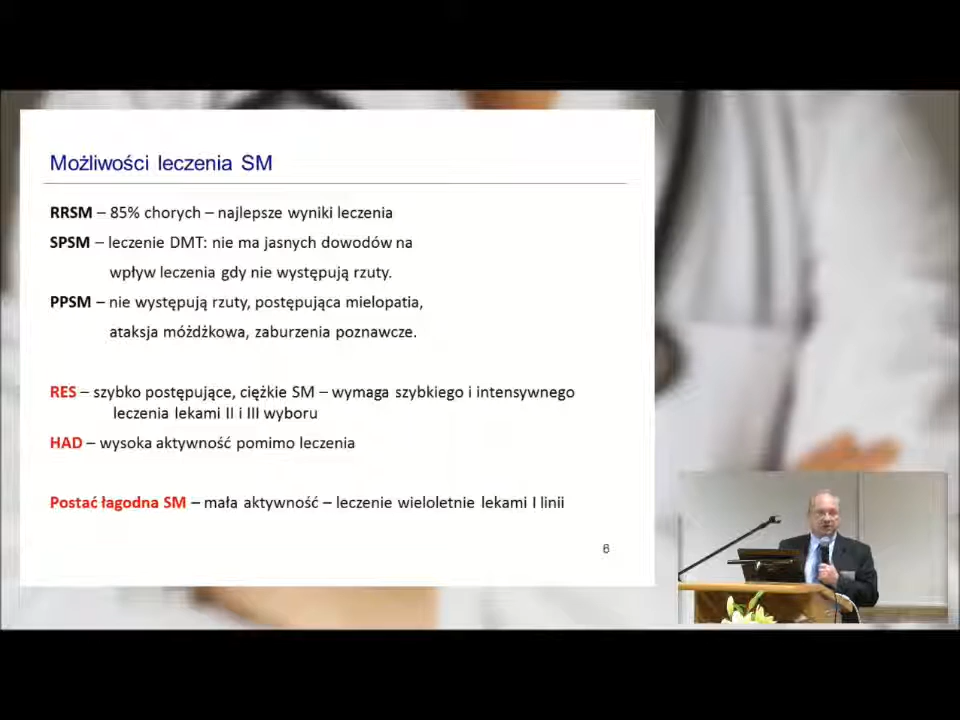 Możliwości leczenia SM
RRSM – 85% chorych – najlepsze wyniki leczenia
SPSM – leczenie DMT: nie ma jasnych dowodów na
wpływ leczenia gdy nie występują rzuty.
PPSM – nie występują rzuty, postępująca mielopatia,
ataksja móżdżkowa, zaburzenia poznawcze.
RES – szybko postępujące, ciężkie SM – wymaga szybkiego i intensywnego
leczenia lekami II i III wyboru
HAD – wysoka aktywność pomimo leczenia
Postać łagodna SM – mała aktywność – leczenie wieloletnie lekami I linii
6